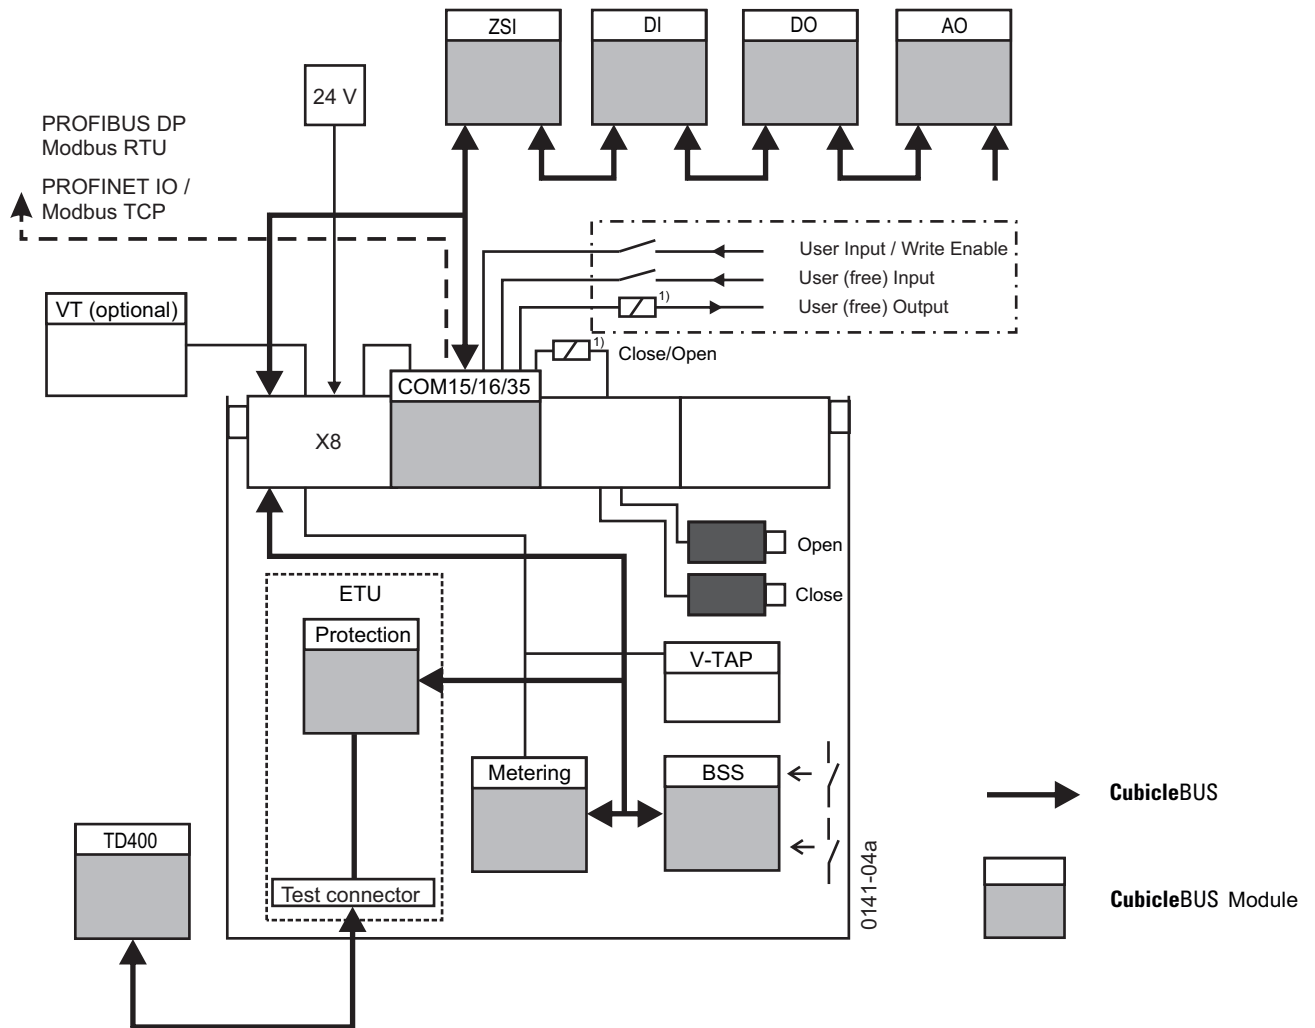 ZSI
DI
DO
AO
24 V
PROFIBUS DP
Modbus RTU
PROFINET IO /
Modbus TCP
User Input / Write Enable
User (free) Input
1)
User (free) Output
VT (optional)
1)
Close/Open
COM15/16/35
X8
Open
Close
ETU
Protection
V-TAP
Metering
BSS
CubicleBUS
TD400
Test connector
0141-04a
CubicleBUS Module